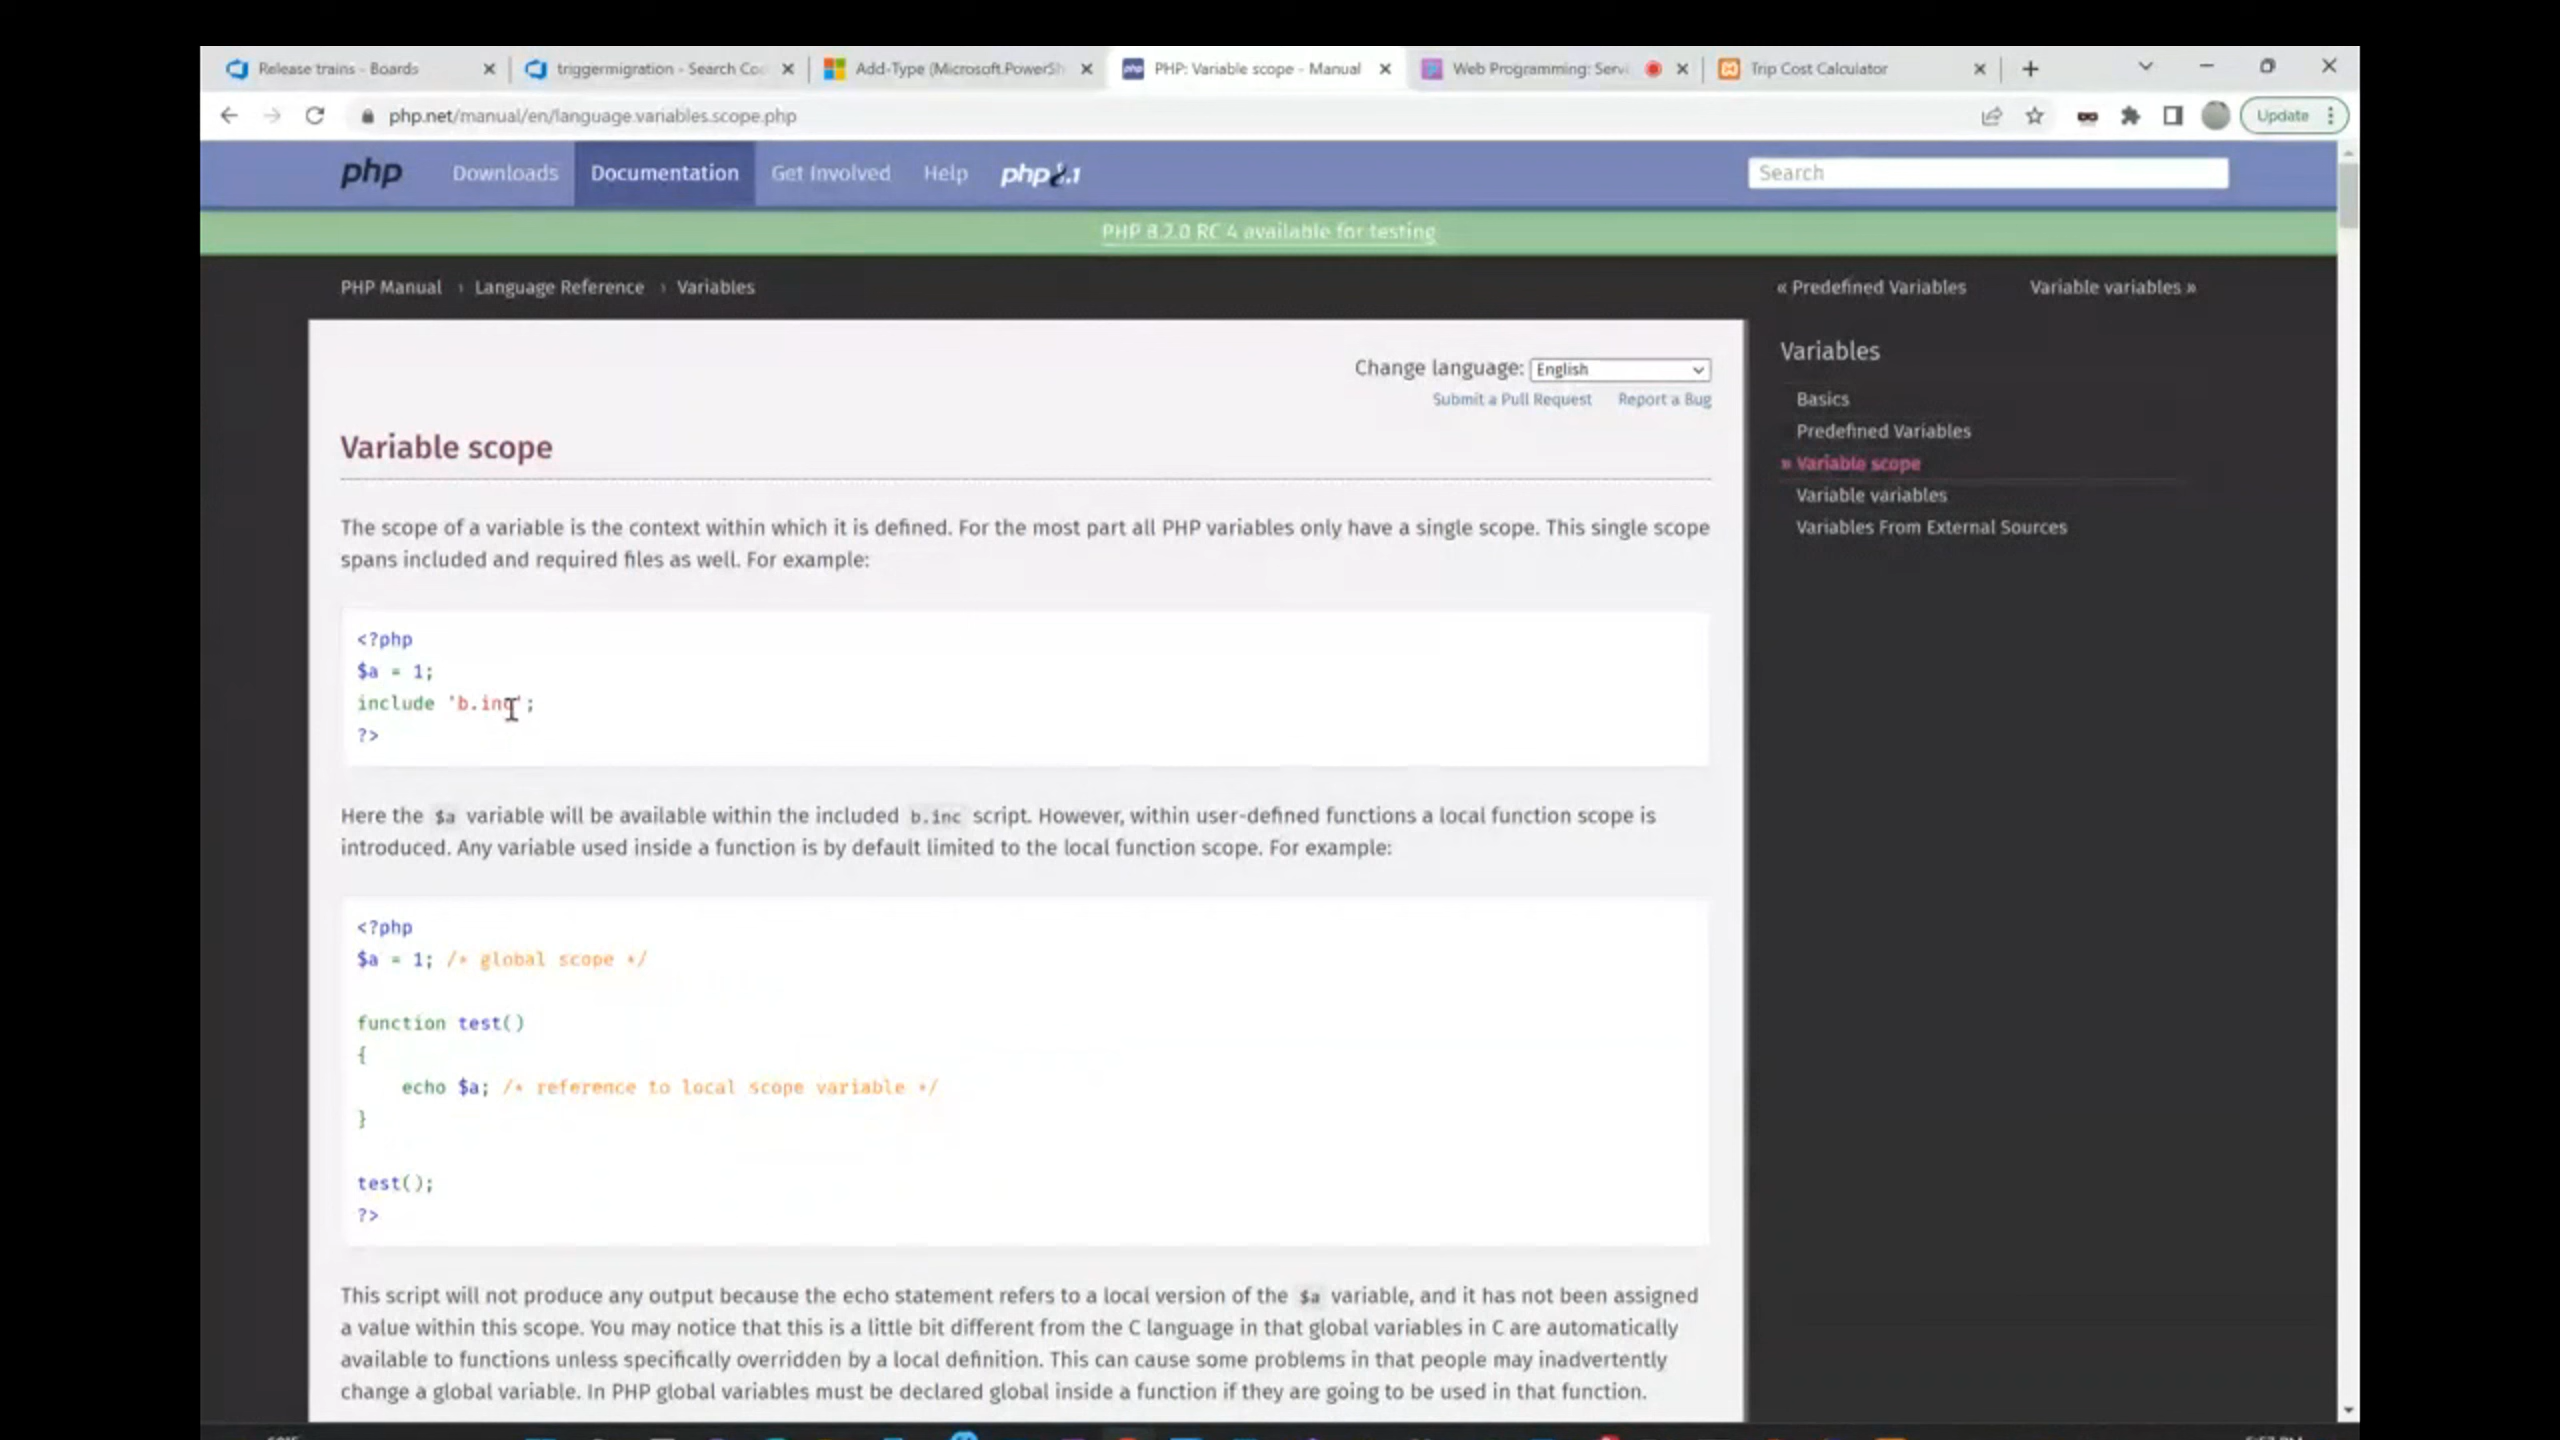 Release trains - Boards
triggermigration - Search Co
Add-Type (Microsoft.PowerSh
PHP: Variable scope - Manual
Web Programming: Servi
Trip Cost Calculator
php.net/manual/en/language.variables.scope.php
Update
php
Downloads
Documentation
Get Involved
Help
php8.1
Search
PHP 8.2.0 RC 4 available for testing
PHP Manual › Language Reference › Variables
« Predefined Variables
Variable variables »
Change language: English
Submit a Pull Request
Report a Bug
Variable scope
The scope of a variable is the context within which it is defined. For the most part all PHP variables only have a single scope. This single scope
spans included and required files as well. For example:
<?php
$a = 1;
include 'b.inc';
?>
Here the $a variable will be available within the included b.inc script. However, within user-defined functions a local function scope is
introduced. Any variable used inside a function is by default limited to the local function scope. For example:
<?php
$a = 1; /* global scope */
function test()
{
echo $a; /* reference to local scope variable */
}
test();
?>
This script will not produce any output because the echo statement refers to a local version of the $a variable, and it has not been assigned
a value within this scope. You may notice that this is a little bit different from the C language in that global variables in C are automatically
available to functions unless specifically overridden by a local definition. This can cause some problems in that people may inadvertently
change a global variable. In PHP global variables must be declared global inside a function if they are going to be used in that function.
Variables
Basics
Predefined Variables
» Variable scope
Variable variables
Variables From External Sources